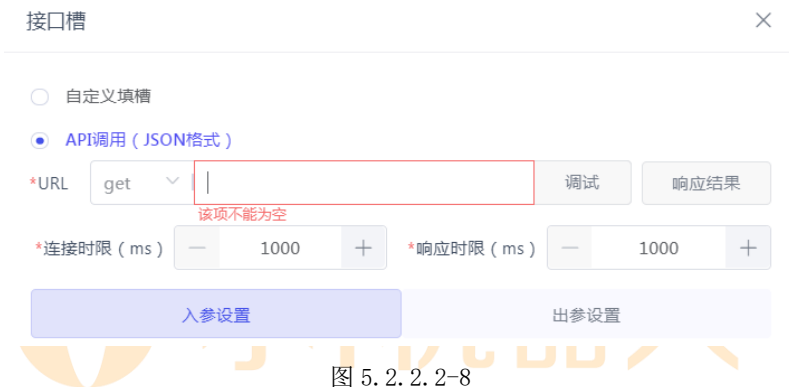 接口槽
自定义填槽
API调用（JSON格式）
*URL get 调试 响应结果
该项不能为空
*连接时限（ms） — 1000 + *响应时限（ms） — 1000 +
入参设置 出参设置
图 5.2.2.2-8